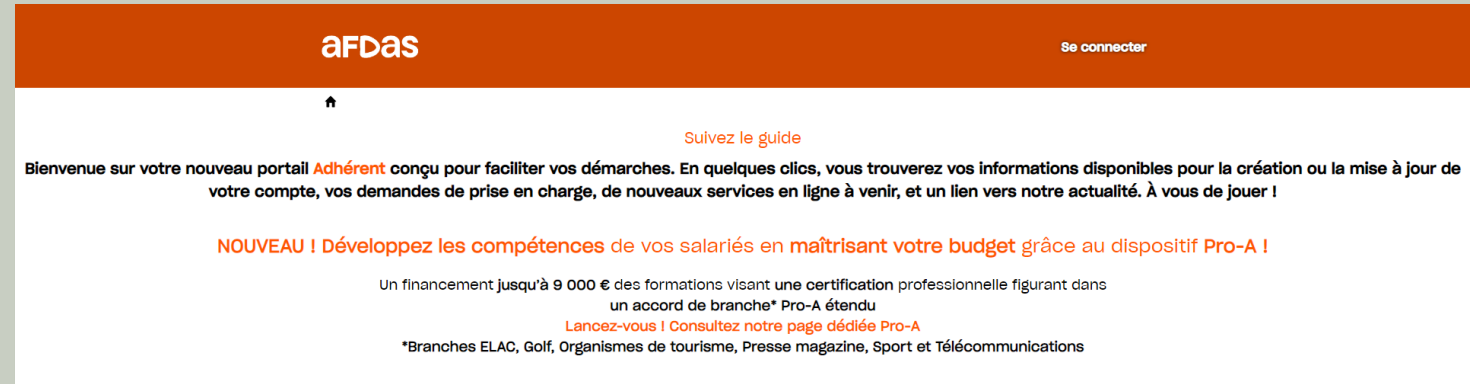 aFDas
Se connecter
Suivez le guide
Bienvenue sur votre nouveau portail Adhérent conçu pour faciliter vos démarches. En quelques clics, vous trouverez vos informations disponibles pour la création ou la mise à jour de
votre compte, vos demandes de prise en charge, de nouveaux services en ligne à venir, et un lien vers notre actualité. À vous de jouer !
NOUVEAU ! Développez les compétences de vos salariés en maîtrisant votre budget grâce au dispositif Pro-A !
Un financement jusqu'à 9 000 € des formations visant une certification professionnelle figurant dans
un accord de branche* Pro-A étendu
Lancez-vous ! Consultez notre page dédiée Pro-A
*Branches ELAC, Golf, Organismes de tourisme, Presse magazine, Sport et Télécommunications